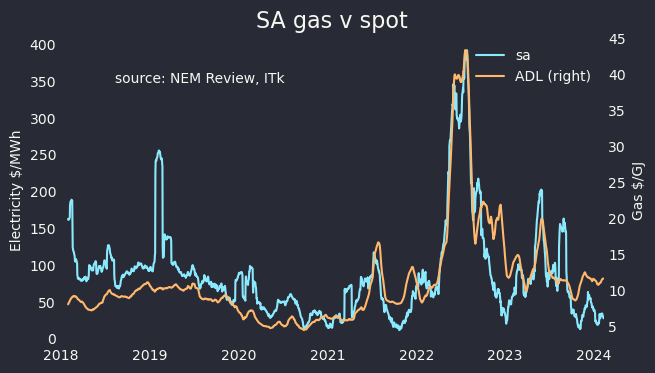 SA gas v spot
45
400
sa
40
350
source: NEM Review, ITk
ADL (right)
35
300
30
250
25
200
20
150
15
100
10
50
5
0
Electricity $/MWh
Gas $/GJ
2018 2019 2020 2021 2022 2023 2024